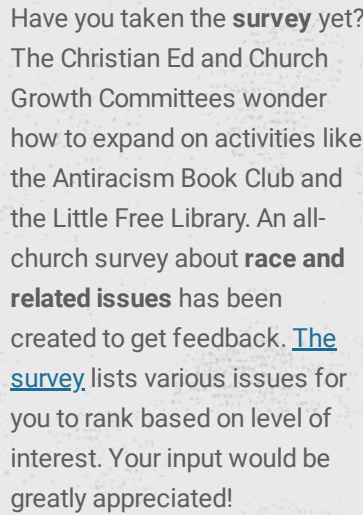 Have you taken the survey yet?
The Christian Ed and Church
Growth Committees wonder
how to expand on activities like
the Antiracism Book Club and
the Little Free Library. An all-
church survey about race and
related issues has been
created to get feedback. The
survey lists various issues for
you to rank based on level of
interest. Your input would be
greatly appreciated!